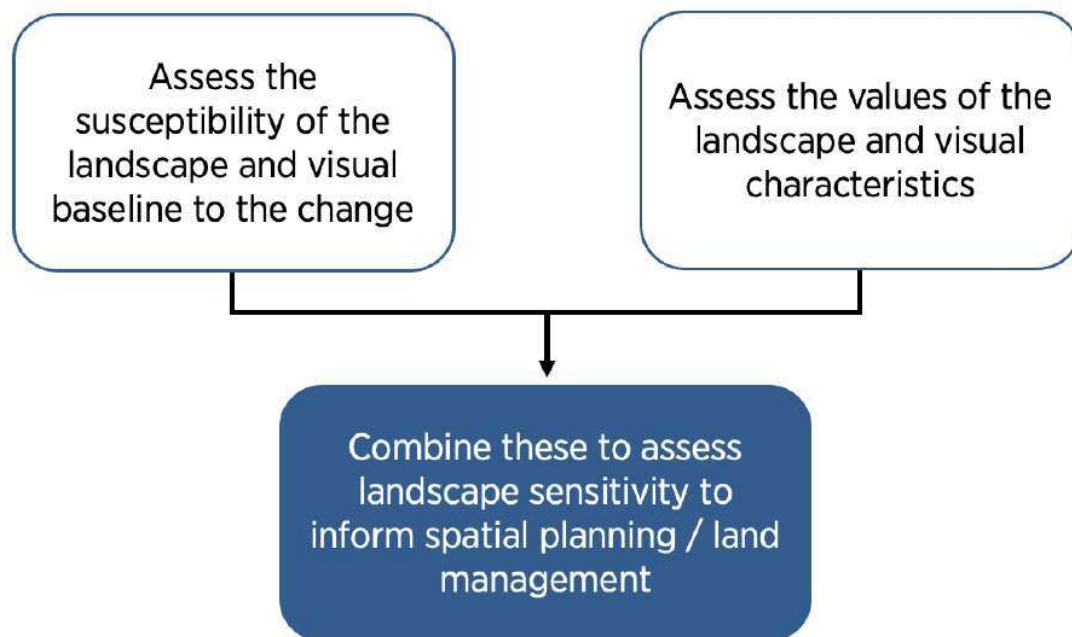 Assess the
susceptibility of the
landscape and visual
baseline to the change
Assess the values of the
landscape and visual
characteristics
Combine these to assess
landscape sensitivity to
inform spatial planning / land
management